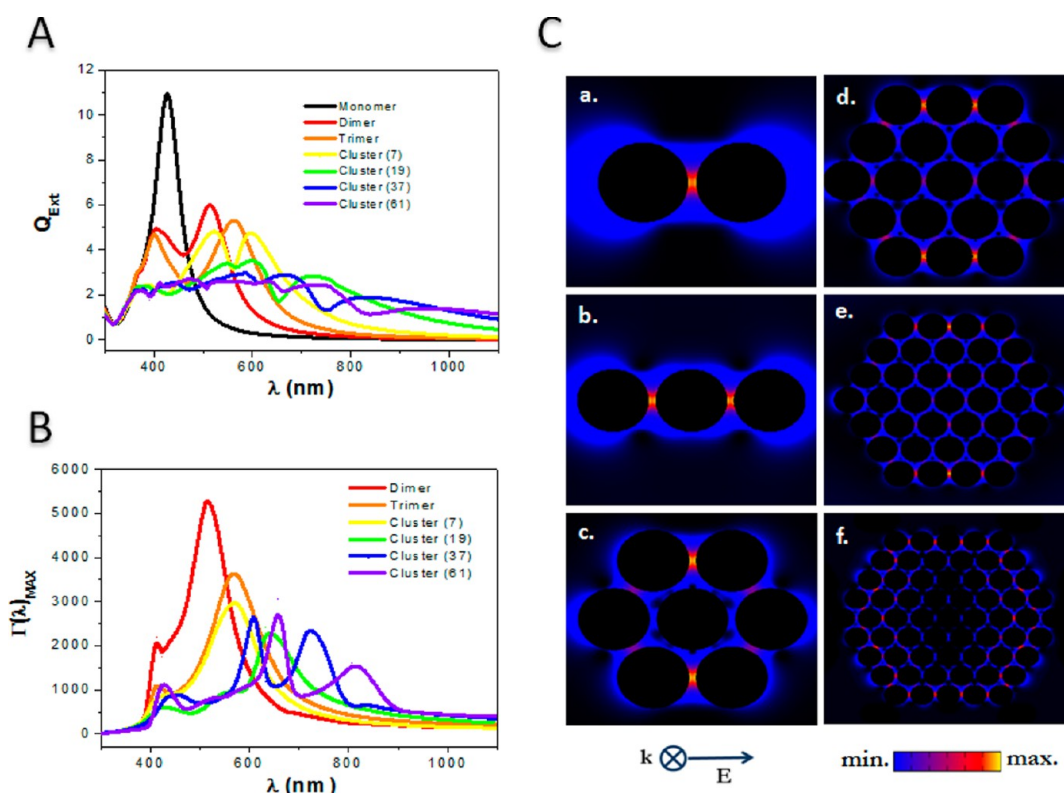 A
12
10
8
6
4
2
0
Q_Ext
Monomer
Dimer
Trimer
Cluster (7)
Cluster (19)
Cluster (37)
Cluster (61)
400 600 800 1000
λ (nm)
B
6000
5000
4000
3000
2000
1000
0
Γ(λ)_MAX
Dimer
Trimer
Cluster (7)
Cluster (19)
Cluster (37)
Cluster (61)
400 600 800 1000
λ (nm)
C
a.
d.
b.
e.
c.
f.
k
E
min. max.